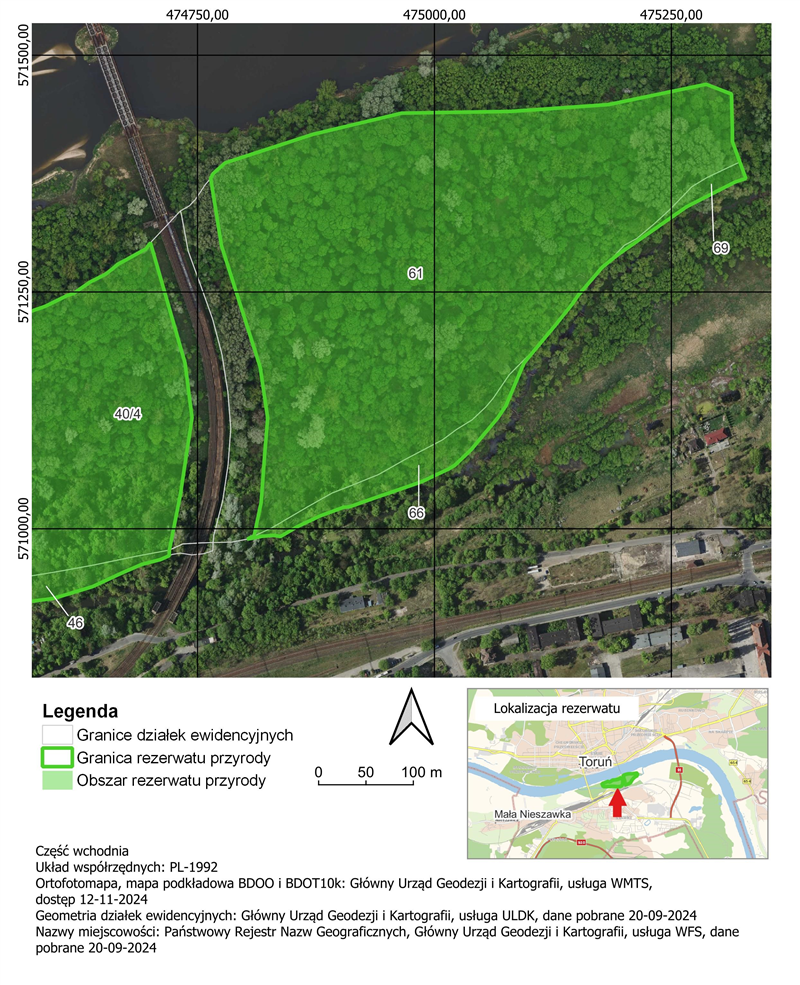 474750,00 475000,00 475250,00
571500,00
571250,00
571000,00
69
61
40/4
66
46
Legenda
Granice działek ewidencyjnych
Granica rezerwatu przyrody
Obszar rezerwatu przyrody
0 50 100 m
Lokalizacja rezerwatu
Toruń
Mała Nieszawka
Część wchodnia
Układ współrzędnych: PL-1992
Ortofotomapa, mapa podkładowa BDOO i BDOT10k: Główny Urząd Geodezji i Kartografii, usługa WMTS,
dostęp 12-11-2024
Geometria działek ewidencyjnych: Główny Urząd Geodezji i Kartografii, usługa ULDK, dane pobrane 20-09-2024
Nazwy miejscowości: Państwowy Rejestr Nazw Geograficznych, Główny Urząd Geodezji i Kartografii, usługa WFS, dane
pobrane 20-09-2024